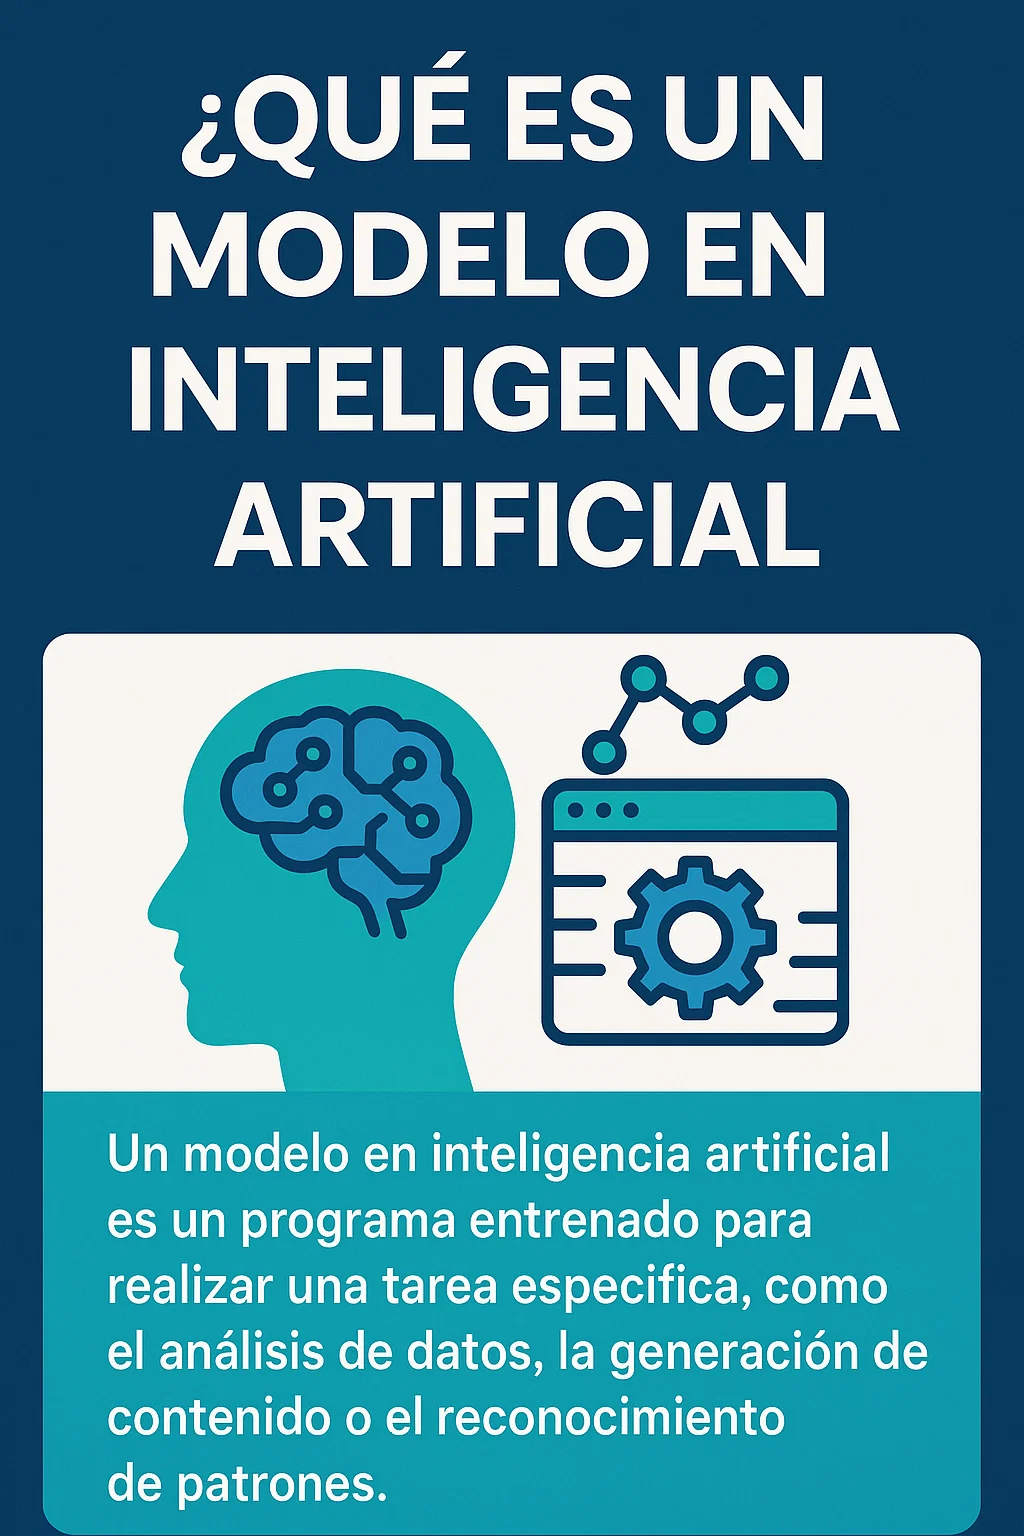 ¿QUÉ ES UN
MODELO EN
INTELIGENCIA
ARTIFICIAL
Un modelo en inteligencia artificial
es un programa entrenado para
realizar una tarea especifica, como
el análisis de datos, la generación de
contenido o el reconocimiento
de patrones.